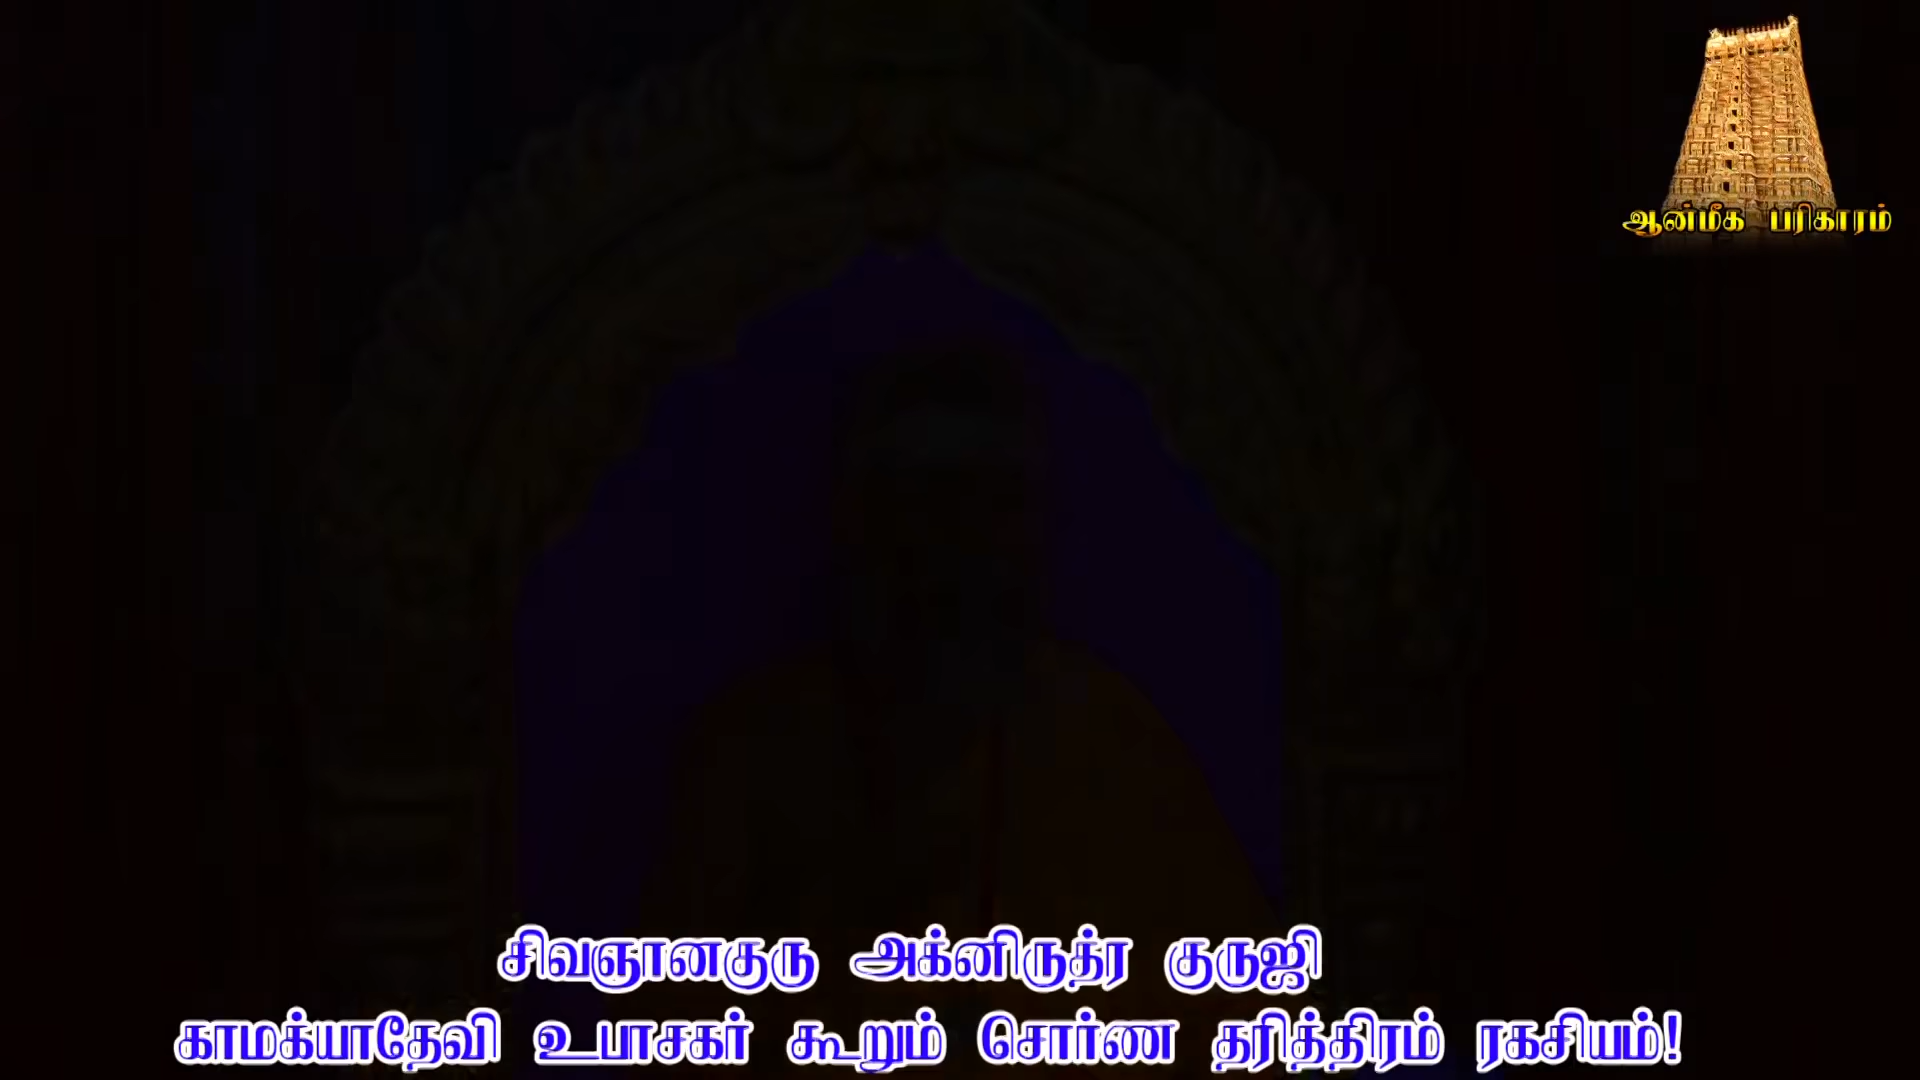 ஆன்மீக பரிகாரம்
சிவஞானகுரு அக்னிருத்ர குருஜி
காமக்யாதேவி உபாசகர் கூறும் சொர்ண தரித்திரம் ரகசியம்!